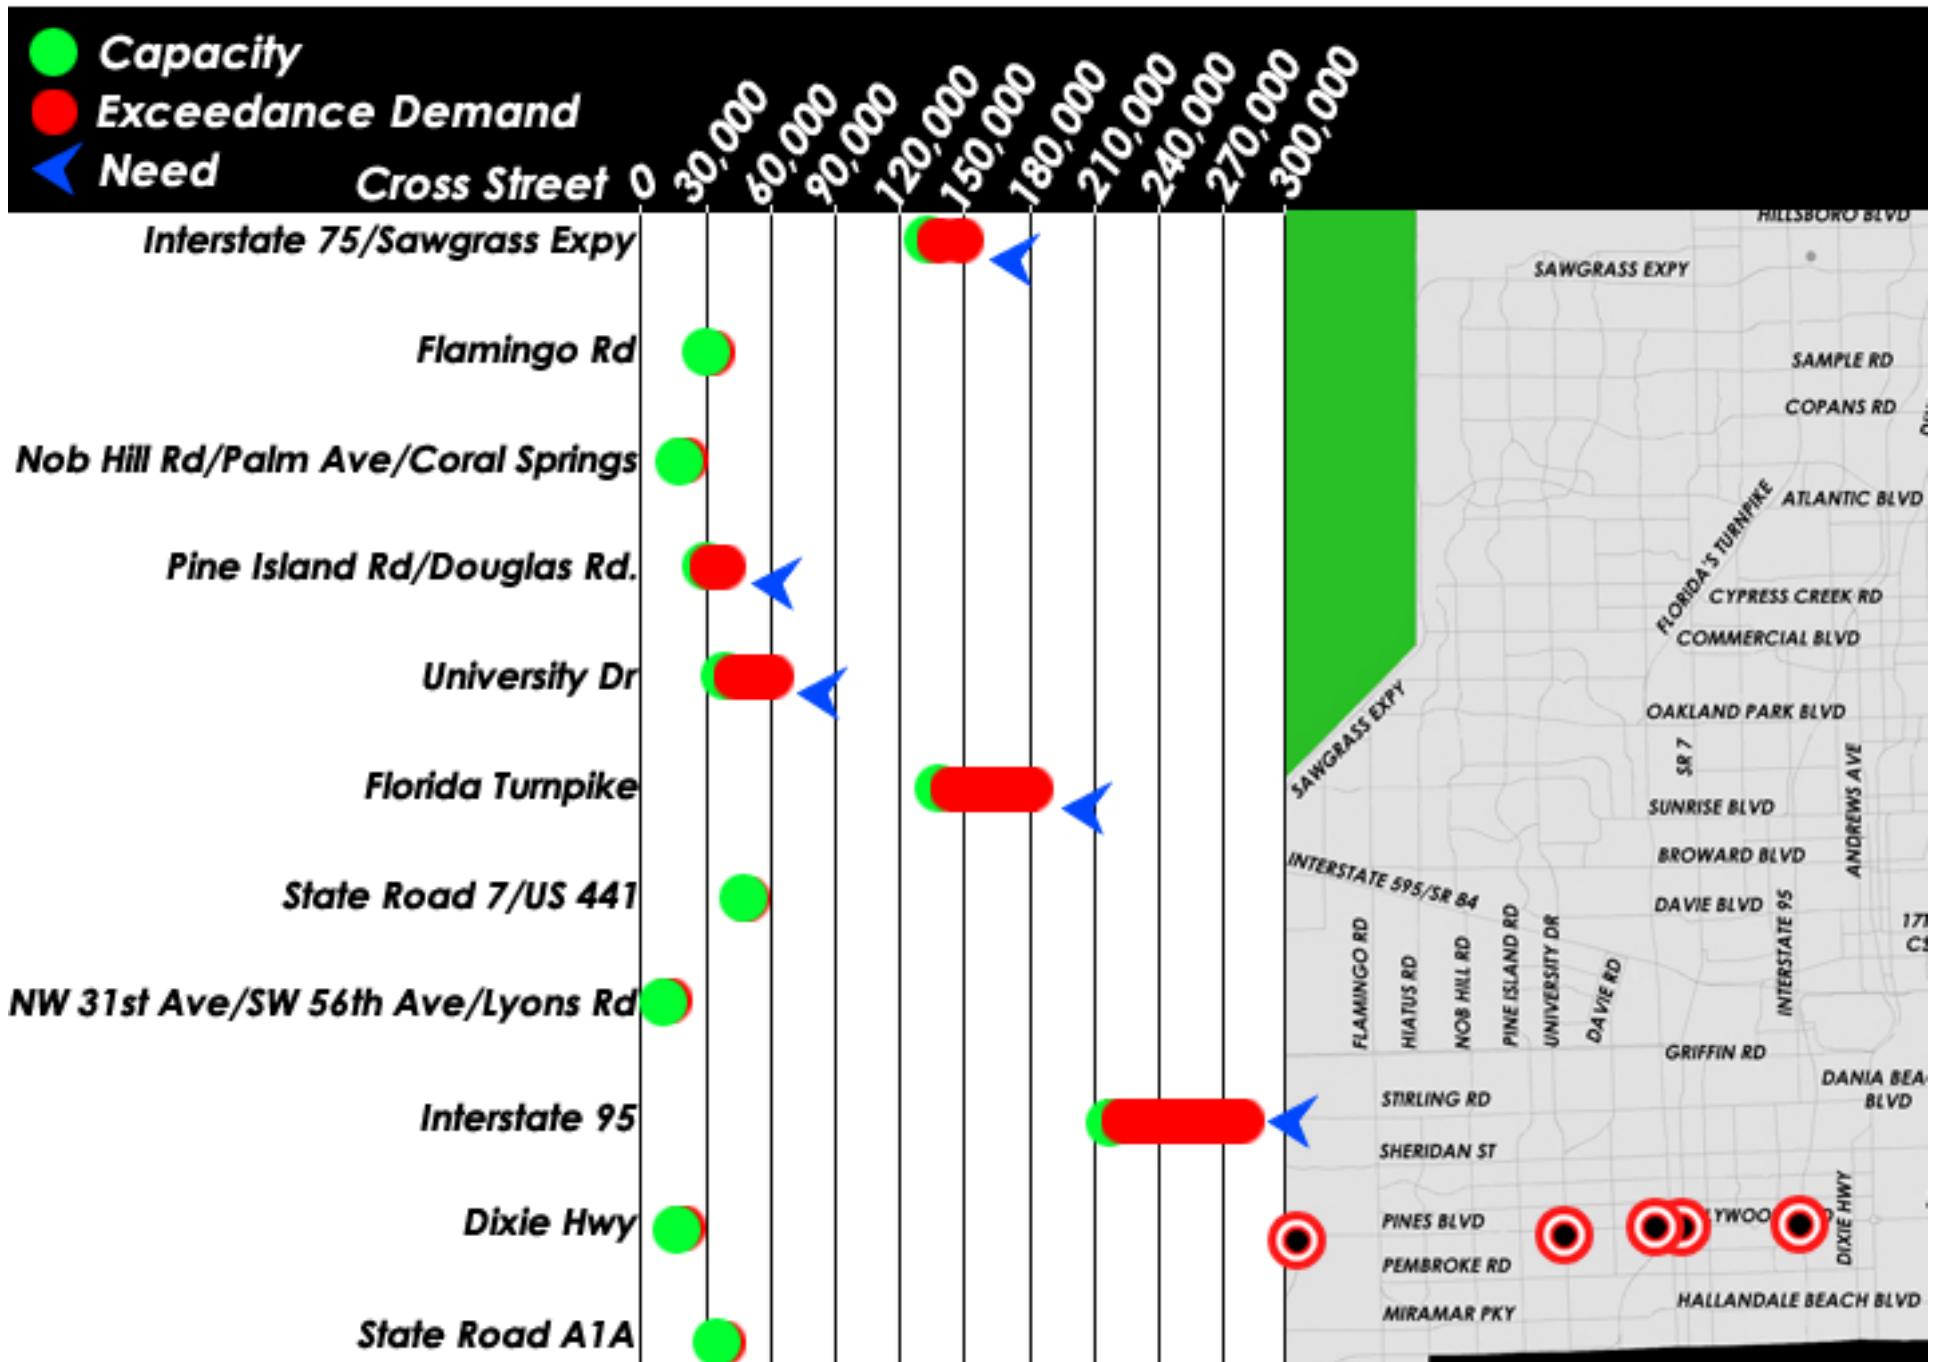 Capacity
Exceedance Demand
Need
Cross Street
0
30,000
60,000
90,000
120,000
150,000
180,000
210,000
240,000
270,000
300,000
Interstate 75/Sawgrass Expy
Flamingo Rd
Nob Hill Rd/Palm Ave/Coral Springs
Pine Island Rd/Douglas Rd.
University Dr
Florida Turnpike
State Road 7/US 441
NW 31st Ave/SW 56th Ave/Lyons Rd
Interstate 95
Dixie Hwy
State Road A1A
HILLSBORO BLVD
SAWGRASS EXPY
SAMPLE RD
COPANS RD
ATLANTIC BLVD
FLORIDA'S TURNPIKE
CYPRESS CREEK RD
COMMERCIAL BLVD
SAWGRASS EXPY
OAKLAND PARK BLVD
SR 7
ANDREWS AVE
SUNRISE BLVD
BROWARD BLVD
INTERSTATE 595/SR 84
DAVIE BLVD
INTERSTATE 95
FLAMINGO RD
HIATUS RD
NOB HILL RD
PINE ISLAND RD
UNIVERSITY DR
DAVIE RD
GRIFFIN RD
DANIA BEA
BLVD
STIRLING RD
SHERIDAN ST
PINES BLVD
DIXIE HWY
PEMBROKE RD
HALLANDALE BEACH BLVD
MIRAMAR PKY